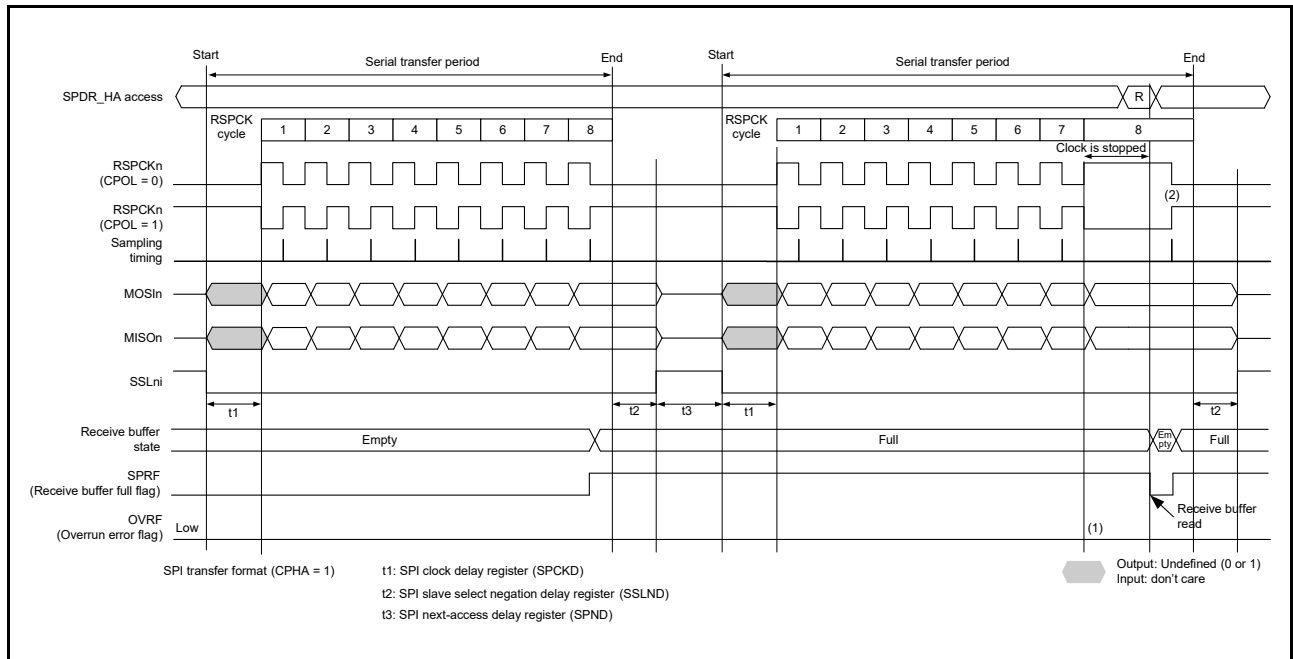 Start
End
Start
End
Serial transfer period
Serial transfer period
SPDR_HA access
R
RSPCK
cycle
1 2 3 4 5 6 7 8
RSPCK
cycle
1 2 3 4 5 6 7 8
Clock is stopped
RSPCKn
(CPOL = 0)
(2)
RSPCKn
(CPOL = 1)
Sampling
timing
MOSIn
MISOn
SSLni
t1
t2
t3
t1
t2
Receive buffer
state
Empty
Full
Em
pty
Full
SPRF
(Receive buffer full flag)
Receive buffer
read
OVRF
(Overrun error flag)
Low
(1)
SPI transfer format (CPHA = 1)
t1: SPI clock delay register (SPCKD)
t2: SPI slave select negation delay register (SSLND)
t3: SPI next-access delay register (SPND)
Output: Undefined (0 or 1)
Input: don't care